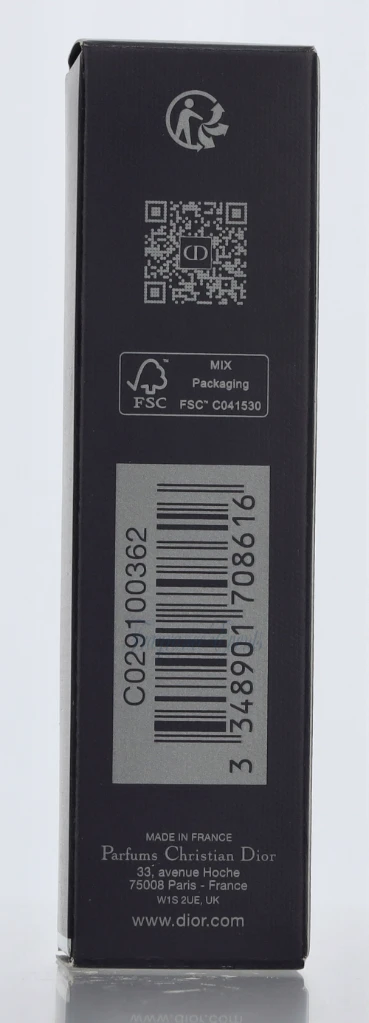 CD
MIX
Packaging
FSC™ C041530
FSC
C029100362
3 348901 708616
MADE IN FRANCE
Parfums Christian Dior
33, avenue Hoche
75008 Paris - France
W1S 2UE, UK
www.dior.com